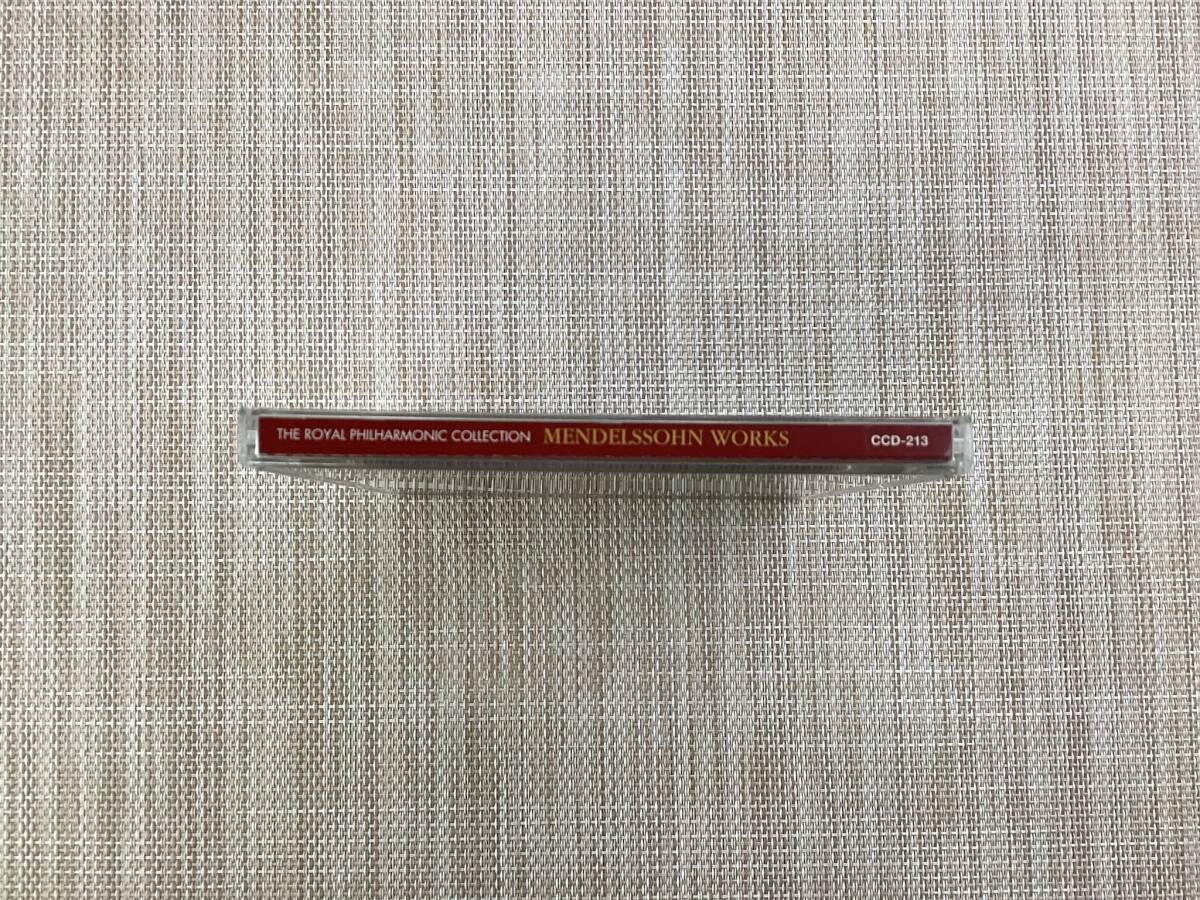 THE ROYAL PHILHARMONIC COLLECTION MENDELSSOHN WORKS CCD-213